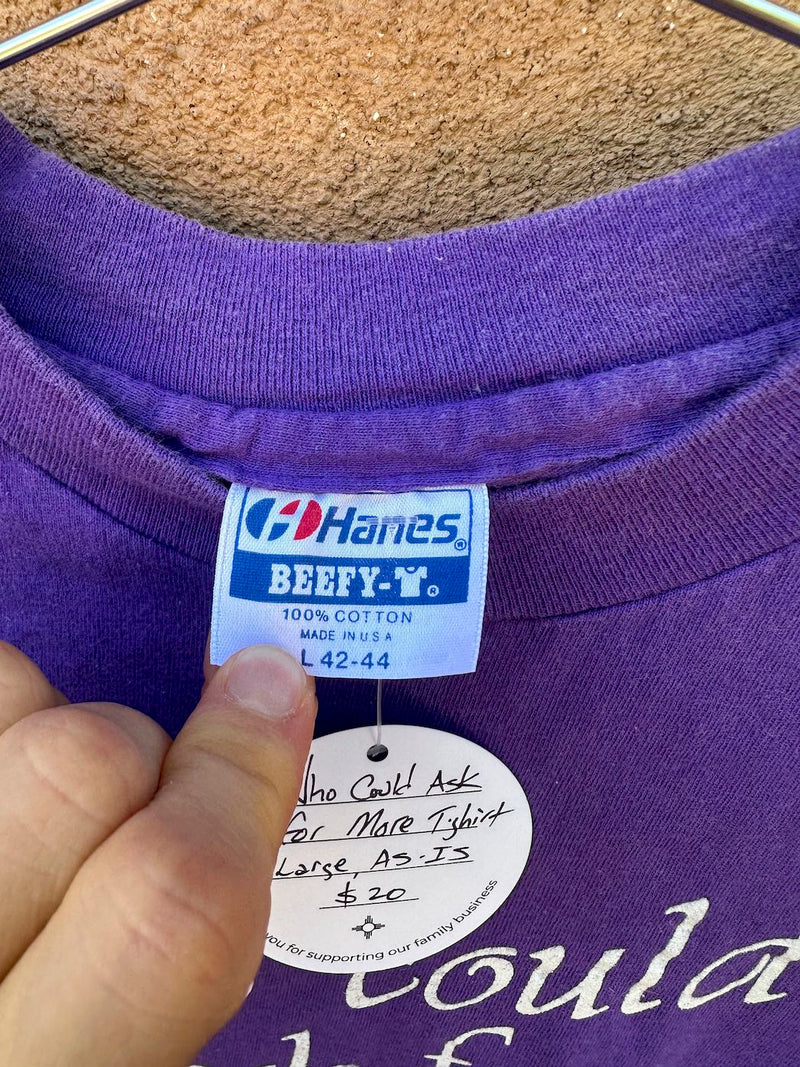 Hanes®
BEEFY-T®
100% COTTON
MADE IN U.S.A
L 42-44
Who Could Ask
For More T-shirt
Large, AS-IS
$20
you for supporting our family business
Could